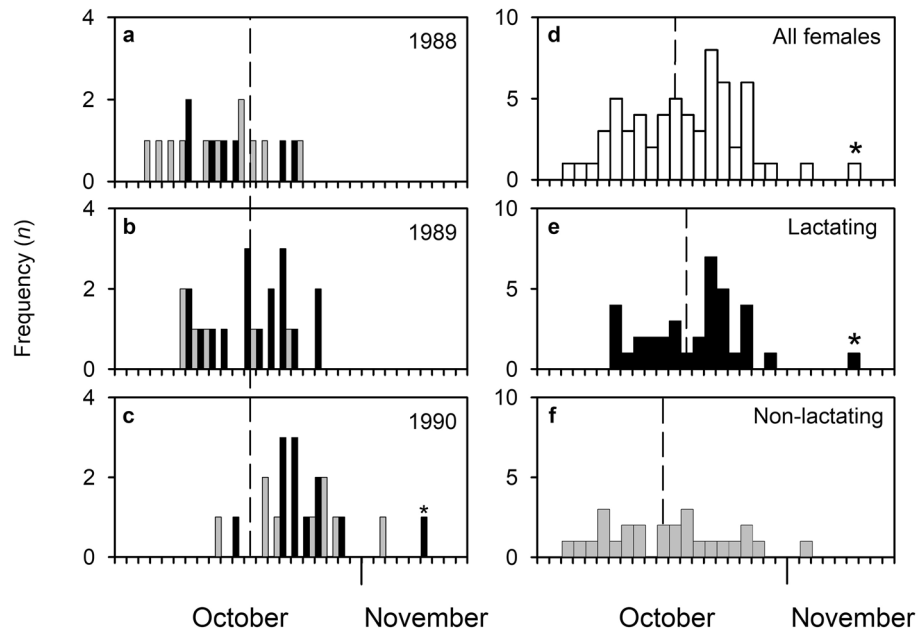 Frequency (n)
a
1988
4
2
0
b
1989
4
2
0
c
1990
4
2
0
*
October
November
d
All females
10
5
0
*
e
Lactating
10
5
0
*
f
Non-lactating
10
5
0
October
November